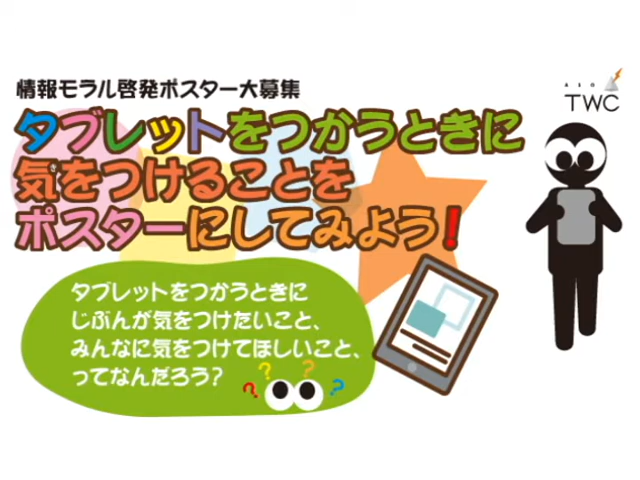 情報モラル啓発ポスター大募集
AEO
TWC
タブレットをつかうときに
気をつけることを
ポスターにしてみよう!
タブレットをつかうときに
じぶんが気をつけたいこと、
みんなに気をつけてほしいこと、
ってなんだろう?
? ? ? ?